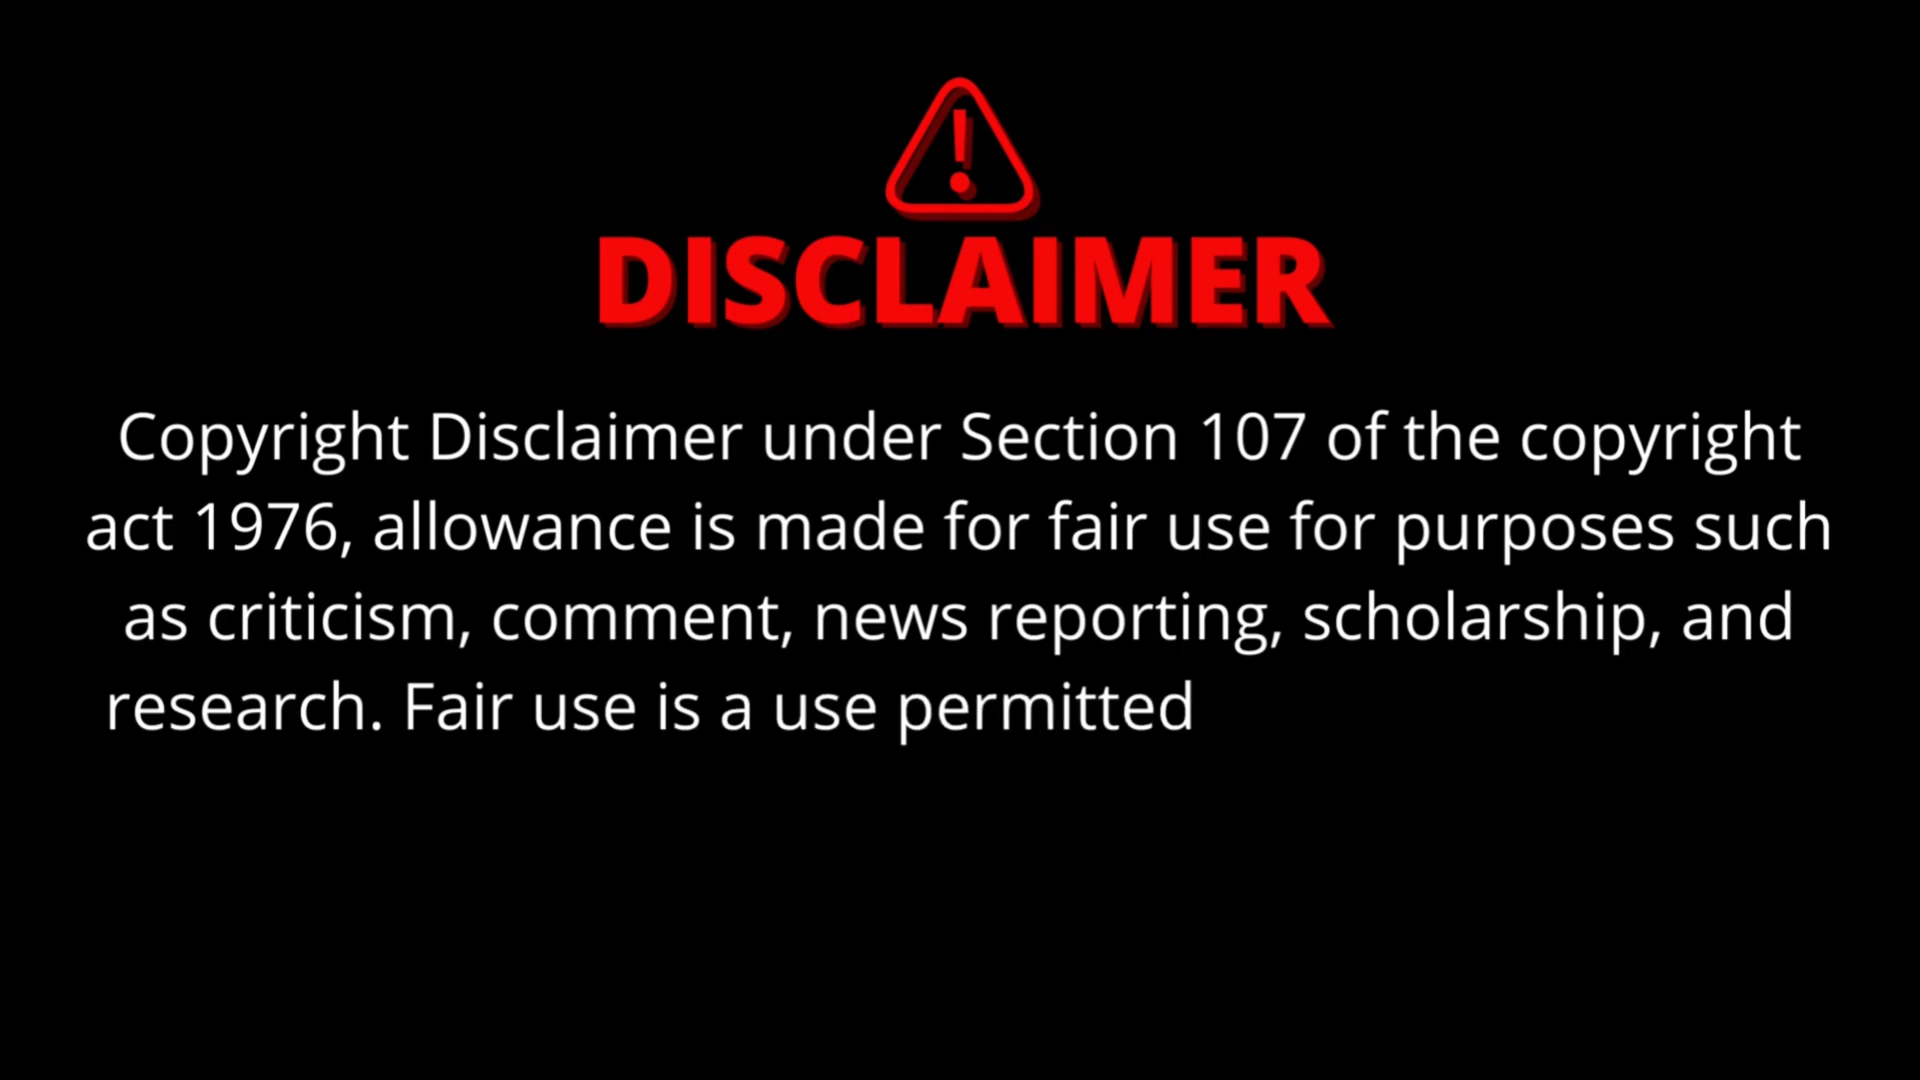 DISCLAIMER
Copyright Disclaimer under Section 107 of the copyright
act 1976, allowance is made for fair use for purposes such
as criticism, comment, news reporting, scholarship, and
research. Fair use is a use permitted